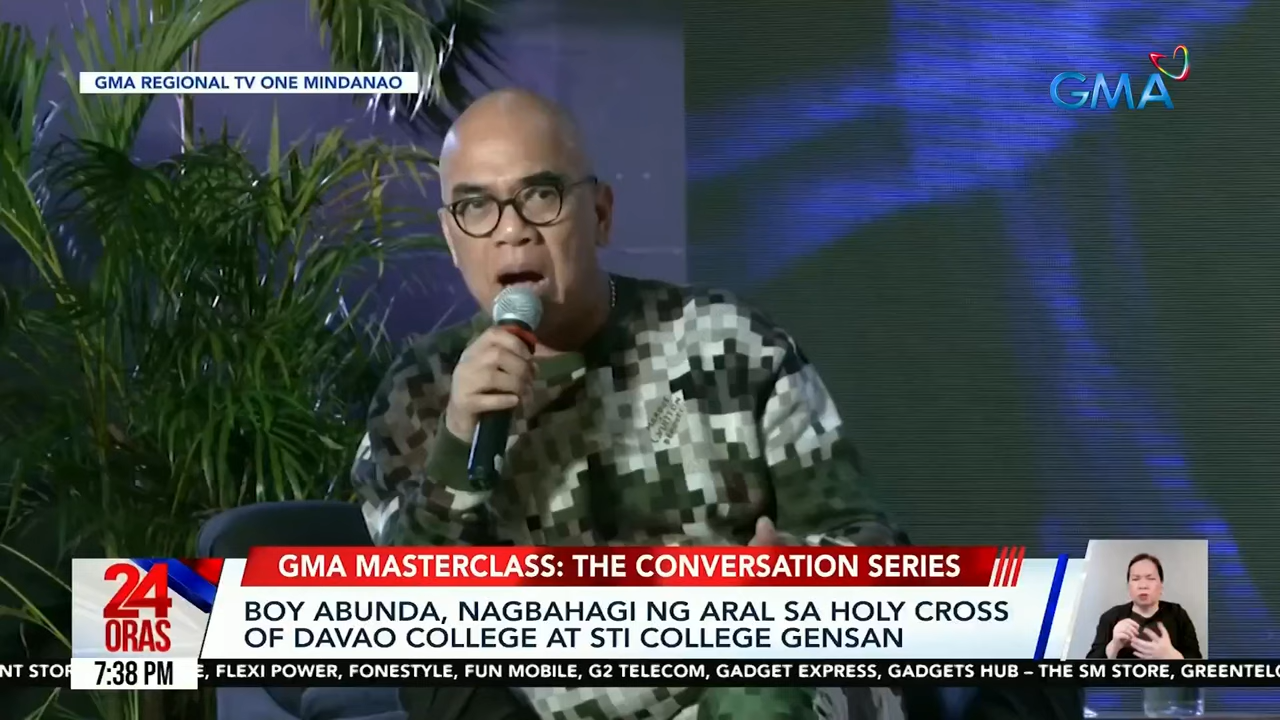 GMA REGIONAL TV ONE MINDANAO
GMA
GMA MASTERCLASS: THE CONVERSATION SERIES
BOY ABUNDA, NAGBAHAGI NG ARAL SA HOLY CROSS
OF DAVAO COLLEGE AT STI COLLEGE GENSAN
24
ORAS
7:38 PM
E, FLEXI POWER, FONESTYLE, FUN MOBILE, G2 TELECOM, GADGET EXPRESS, GADGETS HUB – THE SM STORE, GREENTELC